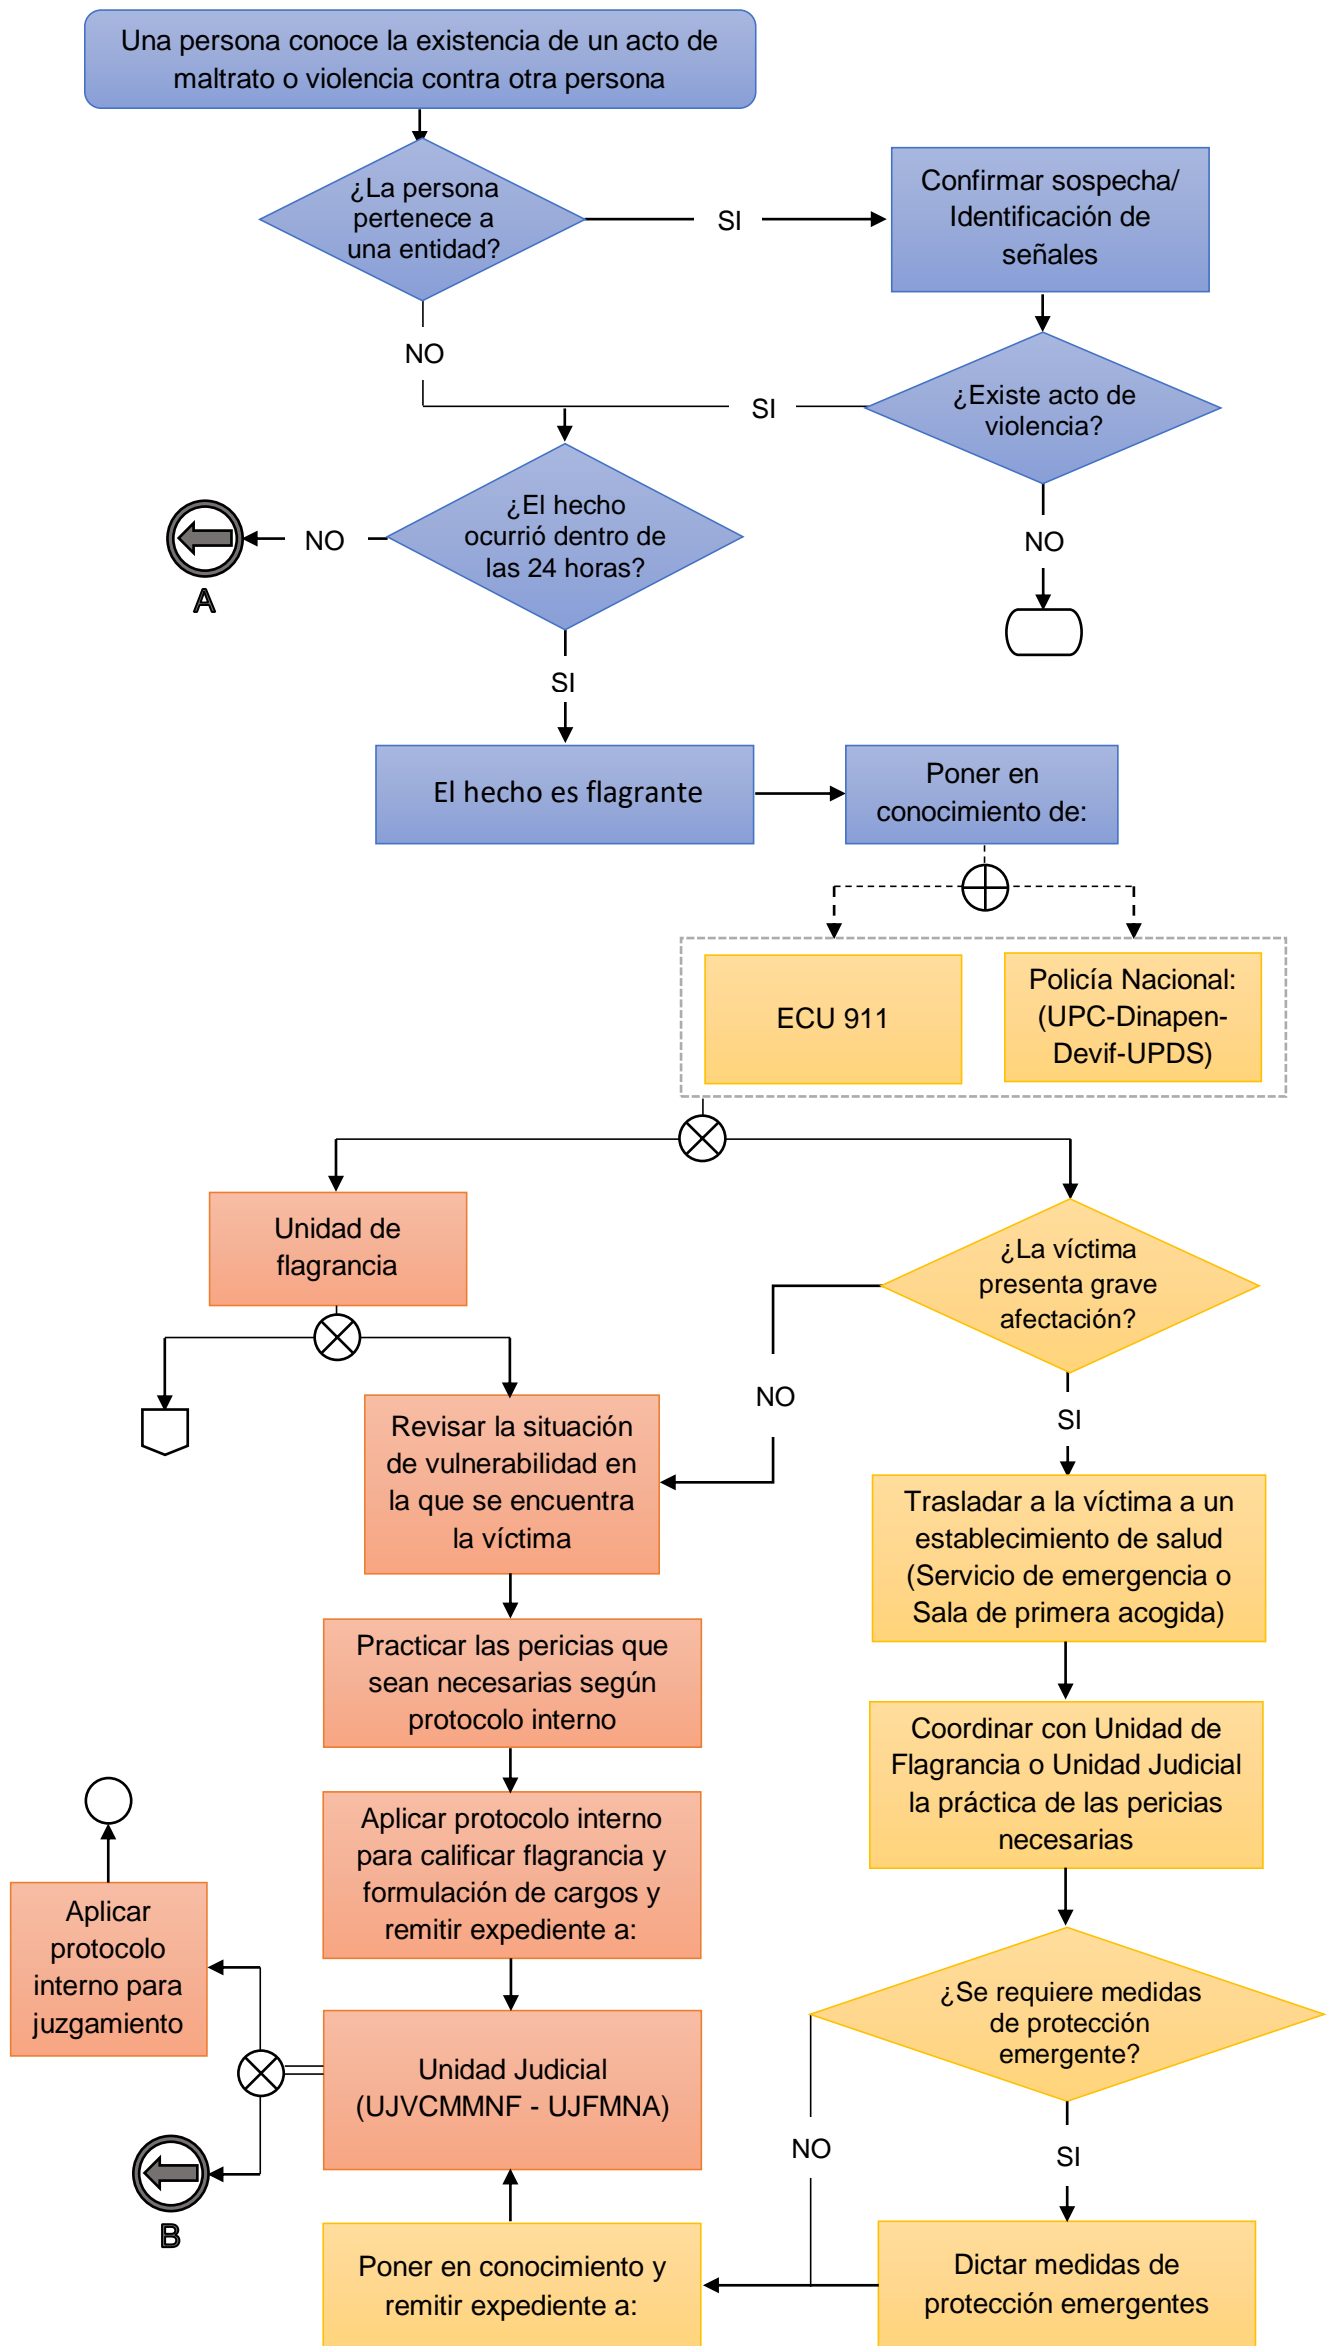 Una persona conoce la existencia de un acto de
maltrato o violencia contra otra persona
¿La persona
pertenece a
una entidad?
SI
Confirmar sospecha/
Identificación de
señales
NO
SI
¿Existe acto de
violencia?
¿El hecho
ocurrió dentro de
las 24 horas?
NO
A
NO
SI
El hecho es flagrante
Poner en
conocimiento de:
ECU 911
Policía Nacional:
(UPC-Dinapen-
Devif-UPDS)
Unidad de
flagrancia
¿La víctima
presenta grave
afectación?
NO
SI
Revisar la situación
de vulnerabilidad en
la que se encuentra
la víctima
Trasladar a la víctima a un
establecimiento de salud
(Servicio de emergencia o
Sala de primera acogida)
Practicar las pericias que
sean necesarias según
protocolo interno
Coordinar con Unidad de
Flagrancia o Unidad Judicial
la práctica de las pericias
necesarias
Aplicar protocolo interno
para calificar flagrancia y
formulación de cargos y
remitir expediente a:
Aplicar
protocolo
interno para
juzgamiento
¿Se requiere medidas
de protección
emergente?
Unidad Judicial
(UJVCMMNF - UJFMNA)
NO
SI
B
Poner en conocimiento y
remitir expediente a:
Dictar medidas de
protección emergentes